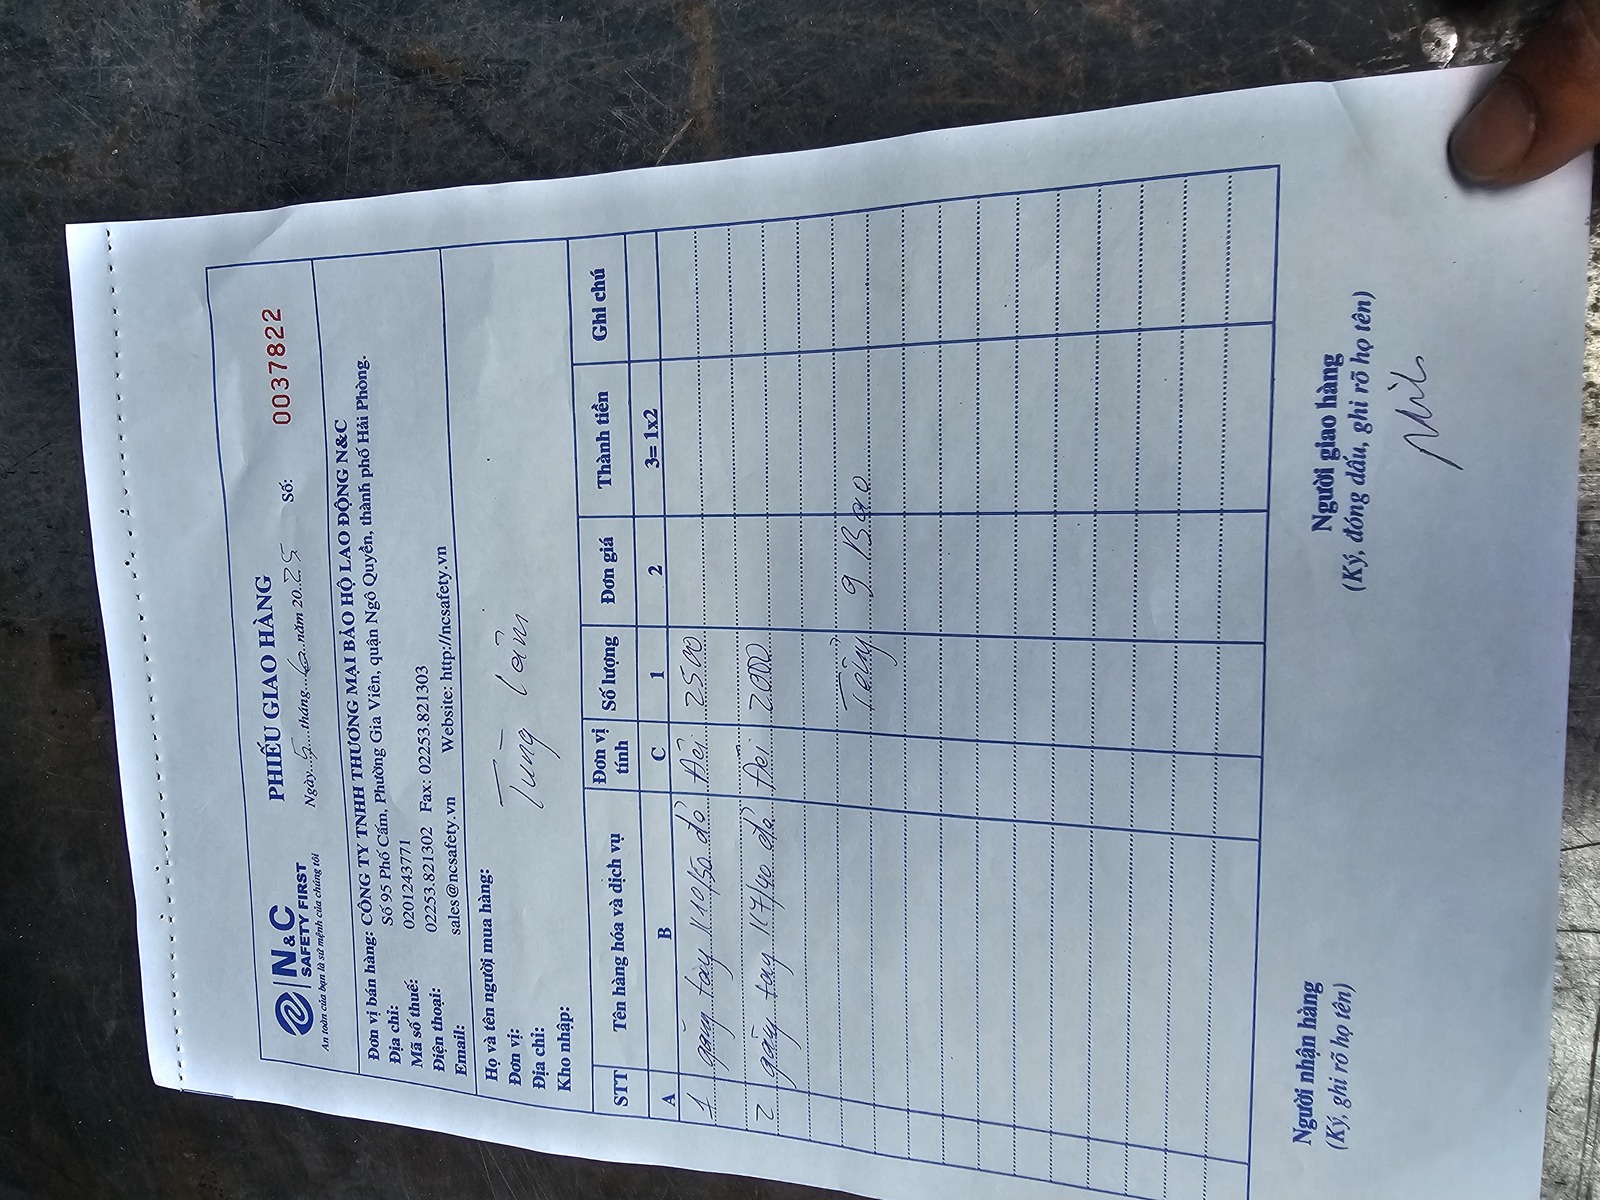 N&C
SAFETY FIRST
An toàn của bạn là sứ mệnh của chúng tôi
PHIẾU GIAO HÀNG
Ngày 5 tháng 6 năm 2025 Số: 0037822
Đơn vị bán hàng: CÔNG TY TNHH THƯƠNG MẠI BẢO HỘ LAO ĐỘNG N&C
Địa chỉ: Số 95 Phố Cấm, Phường Gia Viên, quận Ngô Quyền, thành phố Hải Phòng.
Mã số thuế: 0201243771
Điện thoại: 02253.821302 Fax: 02253.821303
Email: sales@ncsafety.vn Website: http://ncsafety.vn
Họ và tên người mua hàng:
Đơn vị: Tùng Lâm
Địa chỉ:
Kho nhập:
STT Tên hàng hóa và dịch vụ Đơn vị tính Số lượng Đơn giá Thành tiền Ghi chú
A B C 1 2 3= 1x2
1 găng tay K10/50 đỏ Đôi 2500
2 găng tay K7/40 đỏ Đôi 2000
Tổng 9 Bao
Người nhận hàng Người giao hàng
(Ký, ghi rõ họ tên) (Ký, đóng dấu, ghi rõ họ tên)